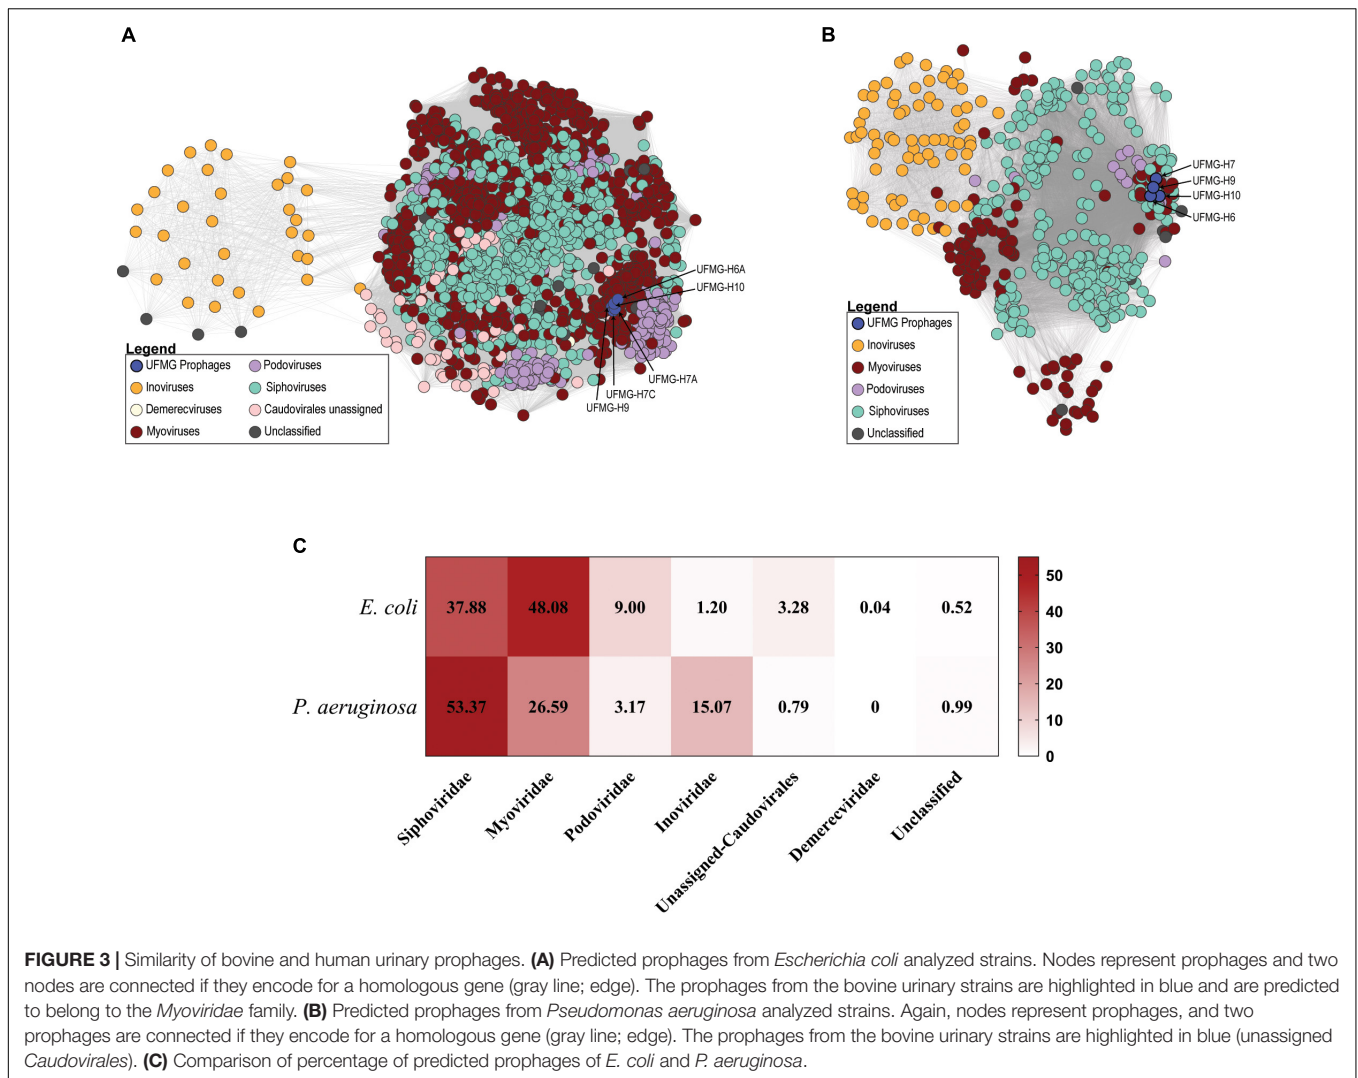 A
UFMG-H6A
UFMG-H10
UFMG-H7A
UFMG-H7C
UFMG-H9
Legend
UFMG Prophages
Podoviruses
Inoviruses
Siphoviruses
Demerecviruses
Caudovirales unassigned
Myoviruses
Unclassified
B
UFMG-H7
UFMG-H9
UFMG-H10
UFMG-H6
Legend
UFMG Prophages
Inoviruses
Myoviruses
Podoviruses
Siphoviruses
Unclassified
C
E. coli 37.88 48.08 9.00 1.20 3.28 0.04 0.52
P. aeruginosa 53.37 26.59 3.17 15.07 0.79 0 0.99
50
40
30
20
10
0
Siphoviridae
Myoviridae
Podoviridae
Inoviridae
Unassigned-Caudovirales
Demerecviridae
Unclassified
FIGURE 3 | Similarity of bovine and human urinary prophages. (A) Predicted prophages from Escherichia coli analyzed strains. Nodes represent prophages and two
nodes are connected if they encode for a homologous gene (gray line; edge). The prophages from the bovine urinary strains are highlighted in blue and are predicted
to belong to the Myoviridae family. (B) Predicted prophages from Pseudomonas aeruginosa analyzed strains. Again, nodes represent prophages, and two
prophages are connected if they encode for a homologous gene (gray line; edge). The prophages from the bovine urinary strains are highlighted in blue (unassigned
Caudovirales). (C) Comparison of percentage of predicted prophages of E. coli and P. aeruginosa.